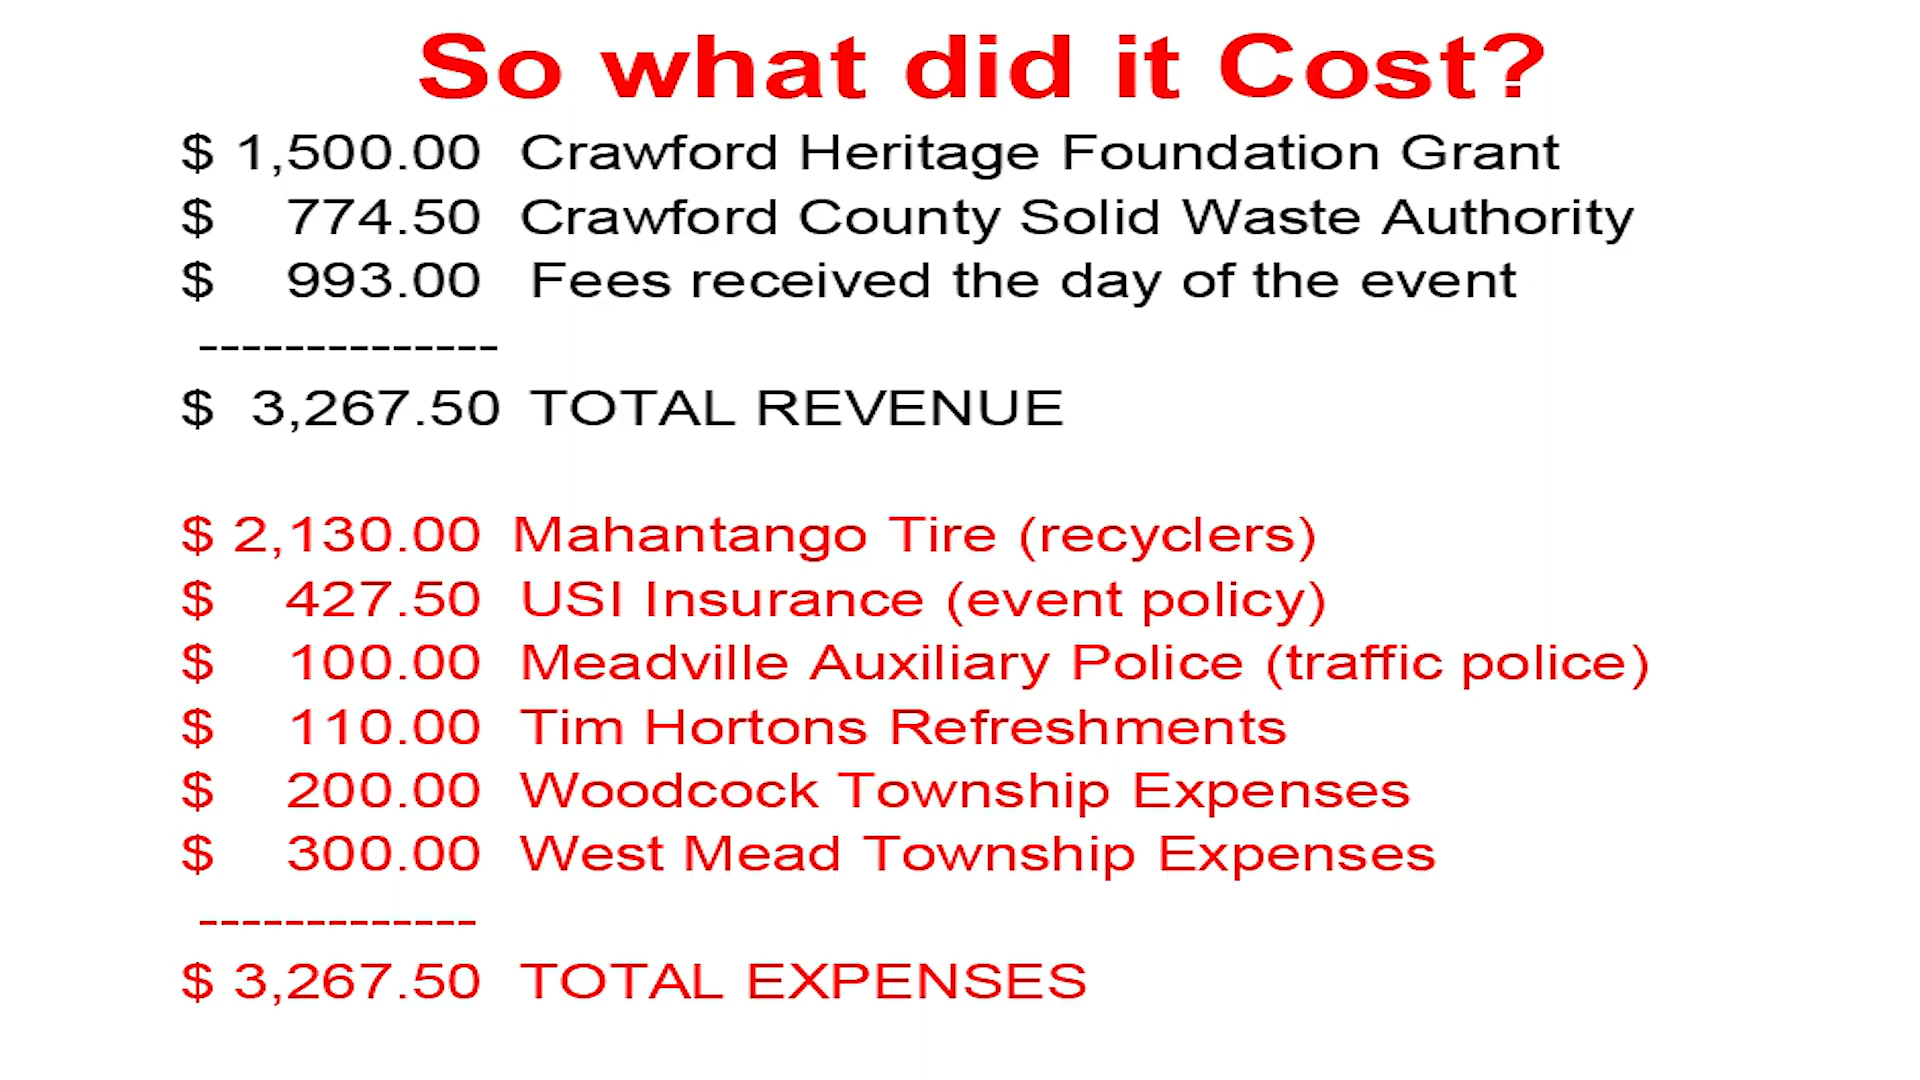 So what did it Cost?
$ 1,500.00 Crawford Heritage Foundation Grant
$ 774.50 Crawford County Solid Waste Authority
$ 993.00 Fees received the day of the event
--------------
$ 3,267.50 TOTAL REVENUE
$ 2,130.00 Mahantango Tire (recyclers)
$ 427.50 USI Insurance (event policy)
$ 100.00 Meadville Auxiliary Police (traffic police)
$ 110.00 Tim Hortons Refreshments
$ 200.00 Woodcock Township Expenses
$ 300.00 West Mead Township Expenses
-------------
$ 3,267.50 TOTAL EXPENSES